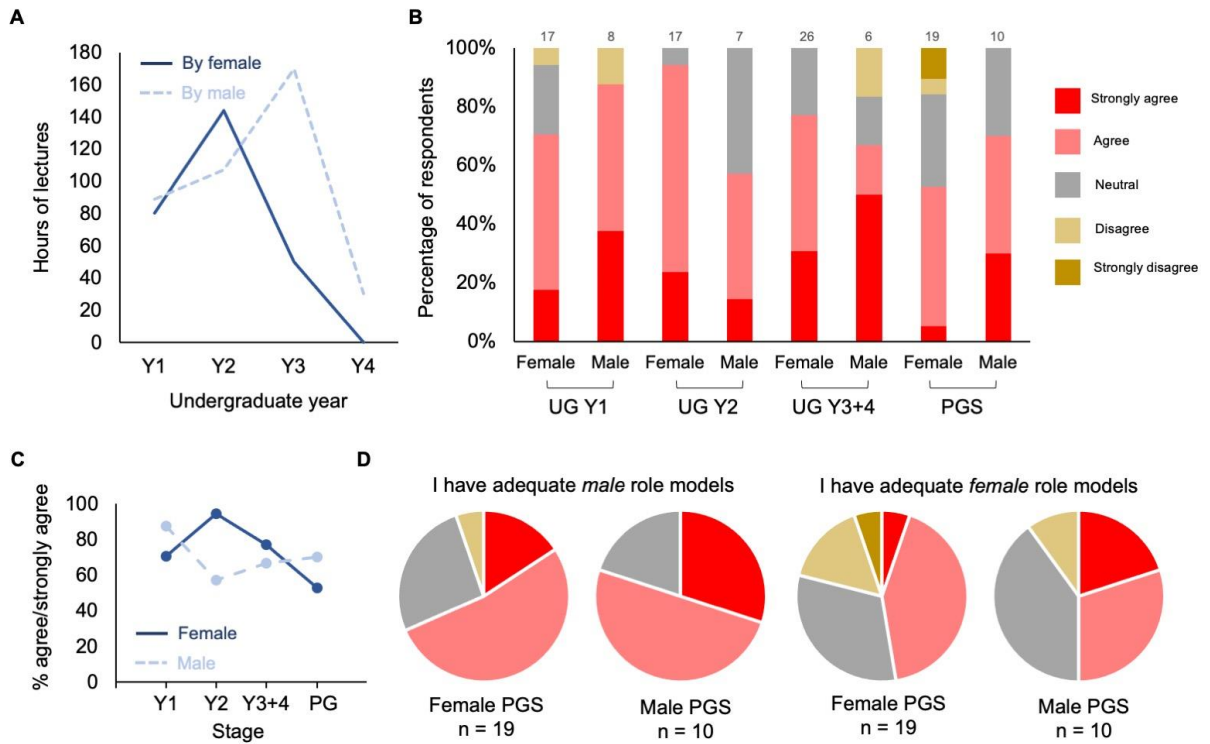 A
180
160
140
120
100
80
60
40
20
0
Hours of lectures
By female
By male
Y1 Y2 Y3 Y4
Undergraduate year
B
17 8 17 7 26 6 19 10
100%
80%
60%
40%
20%
0%
Percentage of respondents
Female Male Female Male Female Male Female Male
UG Y1 UG Y2 UG Y3+4 PGS
Strongly agree
Agree
Neutral
Disagree
Strongly disagree
C
100
80
60
40
20
0
% agree/strongly agree
Female
Male
Y1 Y2 Y3+4 PG
Stage
D
I have adequate male role models
I have adequate female role models
Female PGS
n = 19
Male PGS
n = 10
Female PGS
n = 19
Male PGS
n = 10